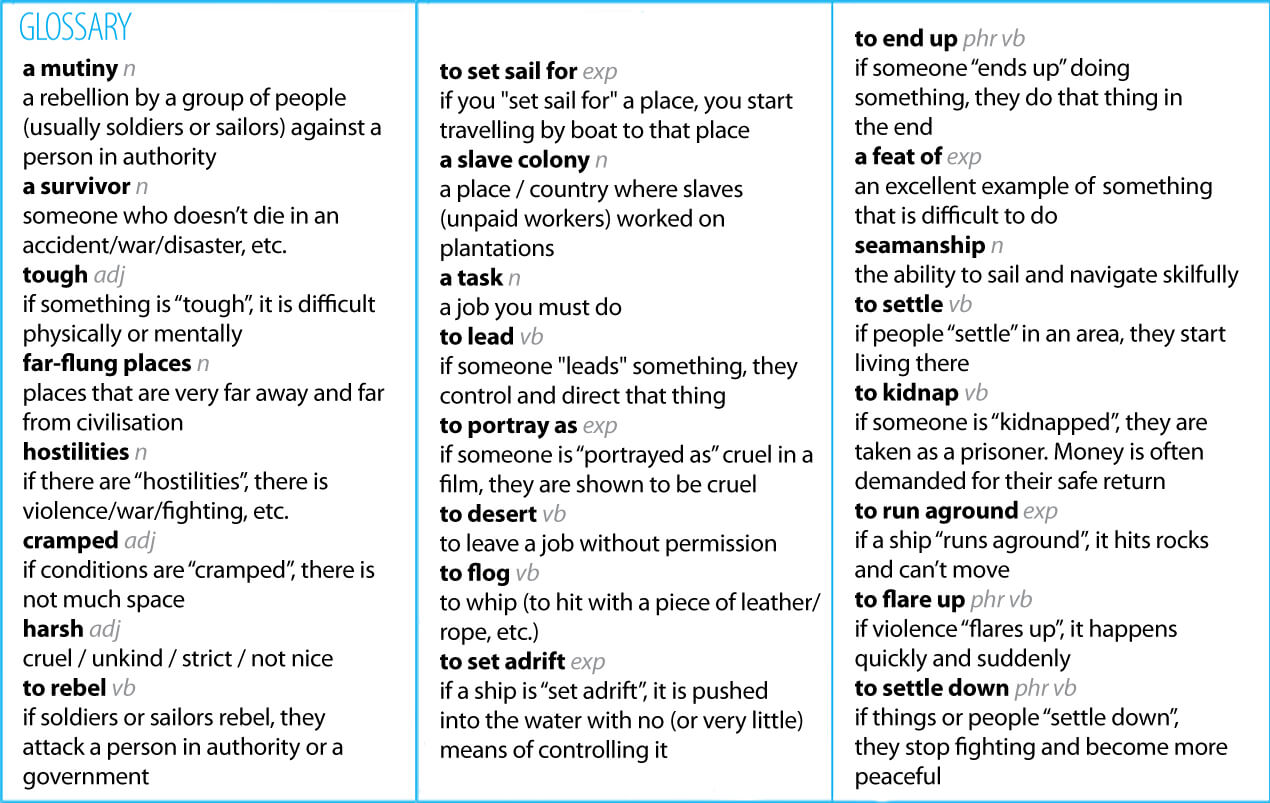 GLOSSARY
a mutiny n
a rebellion by a group of people
(usually soldiers or sailors) against a
person in authority
a survivor n
someone who doesn’t die in an
accident/war/disaster, etc.
tough adj
if something is “tough”, it is difficult
physically or mentally
far-flung places n
places that are very far away and far
from civilisation
hostilities n
if there are “hostilities”, there is
violence/war/fighting, etc.
cramped adj
if conditions are “cramped”, there is
not much space
harsh adj
cruel / unkind / strict / not nice
to rebel vb
if soldiers or sailors rebel, they
attack a person in authority or a
government
to set sail for exp
if you "set sail for" a place, you start
travelling by boat to that place
a slave colony n
a place / country where slaves
(unpaid workers) worked on
plantations
a task n
a job you must do
to lead vb
if someone "leads" something, they
control and direct that thing
to portray as exp
if someone is “portrayed as” cruel in a
film, they are shown to be cruel
to desert vb
to leave a job without permission
to flog vb
to whip (to hit with a piece of leather/
rope, etc.)
to set adrift exp
if a ship is “set adrift”, it is pushed
into the water with no (or very little)
means of controlling it
to end up phr vb
if someone “ends up” doing
something, they do that thing in
the end
a feat of exp
an excellent example of something
that is difficult to do
seamanship n
the ability to sail and navigate skilfully
to settle vb
if people “settle” in an area, they start
living there
to kidnap vb
if someone is “kidnapped”, they are
taken as a prisoner. Money is often
demanded for their safe return
to run aground exp
if a ship “runs aground”, it hits rocks
and can’t move
to flare up phr vb
if violence “flares up”, it happens
quickly and suddenly
to settle down phr vb
if things or people “settle down”,
they stop fighting and become more
peaceful